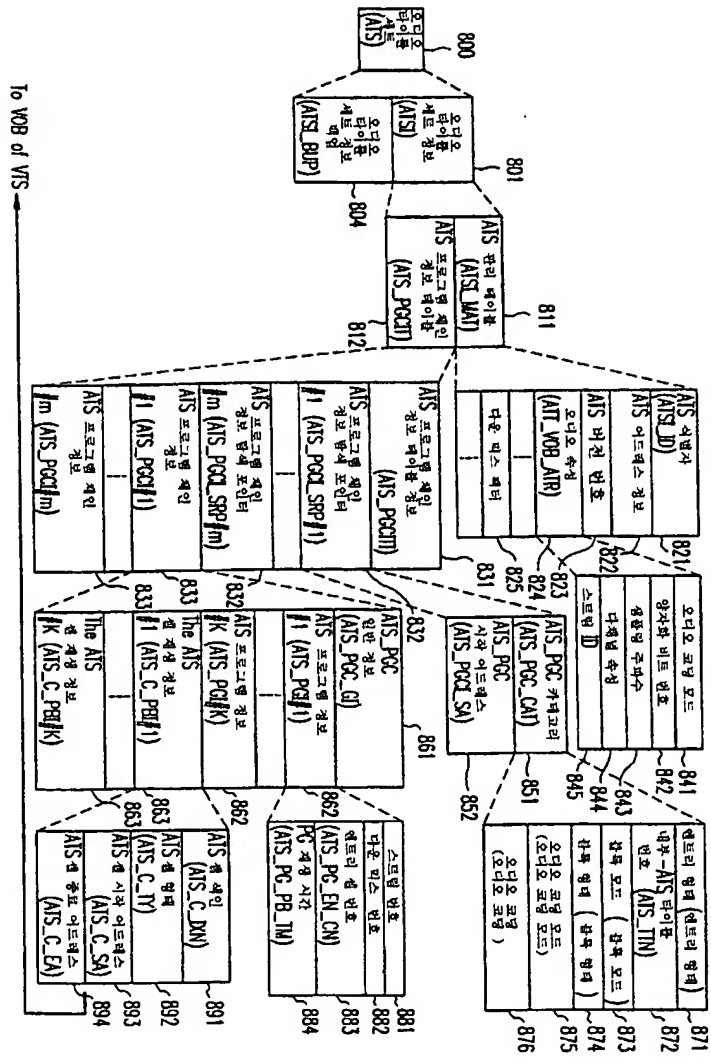 800
오디오
타이틀
세트
(ATS)
801
오디오
타이틀
세트 정보
(ATSI)
오디오
타이틀
세트 정보
(ATSI_BUP)
804
811
ATS 관리 테이블
(ATSI_MAT)
ATS 프로그램 체인
정보 테이블
(ATS_PGCIT)
812
ATS 식별자
(ATSI_ID)
821
ATS 어드레스 정보
822
ATS 버전 번호
823
오디오 속성
(ATT_VOB_ATR)
824
다운 믹스
825
831
ATS 프로그램 체인
정보 테이블 정보
(ATS_PGCITI)
ATS 프로그램 체인
정보 탐색 포인터
#1 (ATS_PGCI_SRP#1)
832
ATS 프로그램 체인
정보 탐색 포인터
#m (ATS_PGCI_SRP#m)
832
ATS 프로그램 체인
정보
#1 (ATS_PGCI#1)
833
ATS 프로그램 체인
정보
#m (ATS_PGCI#m)
833
오디오 코딩 모드
841
양자화 비트 번호
842
샘플링 주파수
843
다채널 속성
844
스트림 ID
845
ATS_PGC 카테고리
(ATS_PGC_CAT)
851
ATS_PGC
시작 어드레스
(ATS_PGCI_SA)
852
861
ATS_PGC
일반 정보
(ATS_PGC_GI)
ATS 프로그램 정보
#1 (ATS_PGI#1)
862
ATS 프로그램 정보
#K (ATS_PGI#K)
862
The ATS
셀 재생 정보
#1 (ATS_C_PBI#1)
863
The ATS
셀 재생 정보
#K (ATS_C_PBI#K)
863
엔트리 형태 (엔트리 형태)
871
내부-ATS 타이틀
번호
(ATS_TTN)
872
감독 모드 (감독 모드)
873
감독 형태 (감독 형태)
874
오디오 코딩 모드
(오디오 코딩 모드)
875
오디오 코딩
(오디오 코딩)
876
스트림 번호
881
다운 믹스 번호
882
엔트리 셀 번호
(ATS_PG_EN_CN)
883
PG 재생 시간
(ATS_PG_PB_TM)
884
ATS 셀 색인
(ATS_C_IXN)
891
ATS 셀 형태
(ATS_C_TY)
892
ATS 셀 시작 어드레스
(ATS_C_SA)
893
ATS 셀 종료 어드레스
(ATS_C_EA)
894
To VOB of VTS